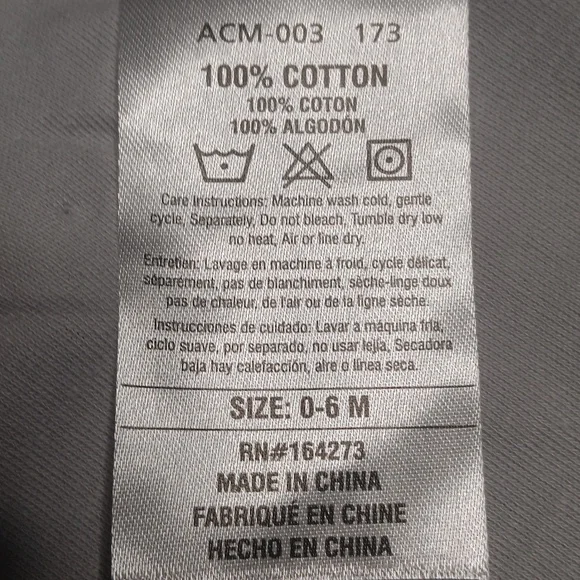 ACM-003 173
100% COTTON
100% COTON
100% ALGODÓN
Care Instructions: Machine wash cold, gentle
cycle, Separately, Do not bleach, Tumble dry low
no heat, Air or line dry.
Entretien: Lavage en machine à froid, cycle délicat,
séparément, pas de blanchiment, sèche-linge doux
pas de chaleur, de l'air ou de la ligne sèche.
Instrucciones de cuidado: Lavar a máquina fría,
ciclo suave, por separado, no usar lejía, Secadora
baja hay calefacción, aire o línea seca.
SIZE: 0-6 M
RN#164273
MADE IN CHINA
FABRIQUÉ EN CHINE
HECHO EN CHINA